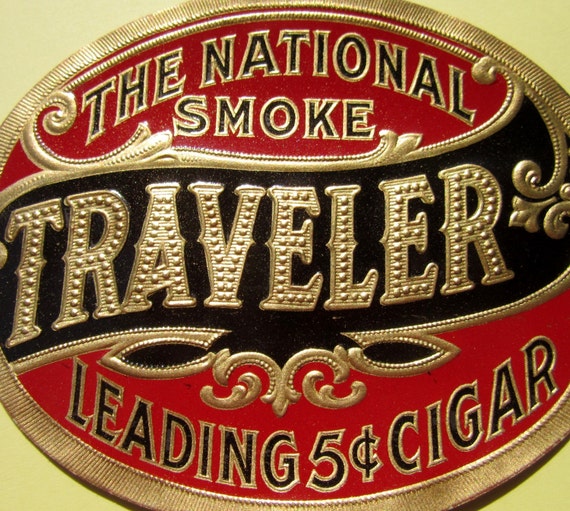 THE NATIONAL
SMOKE
TRAVELER
LEADING 5¢ CIGAR